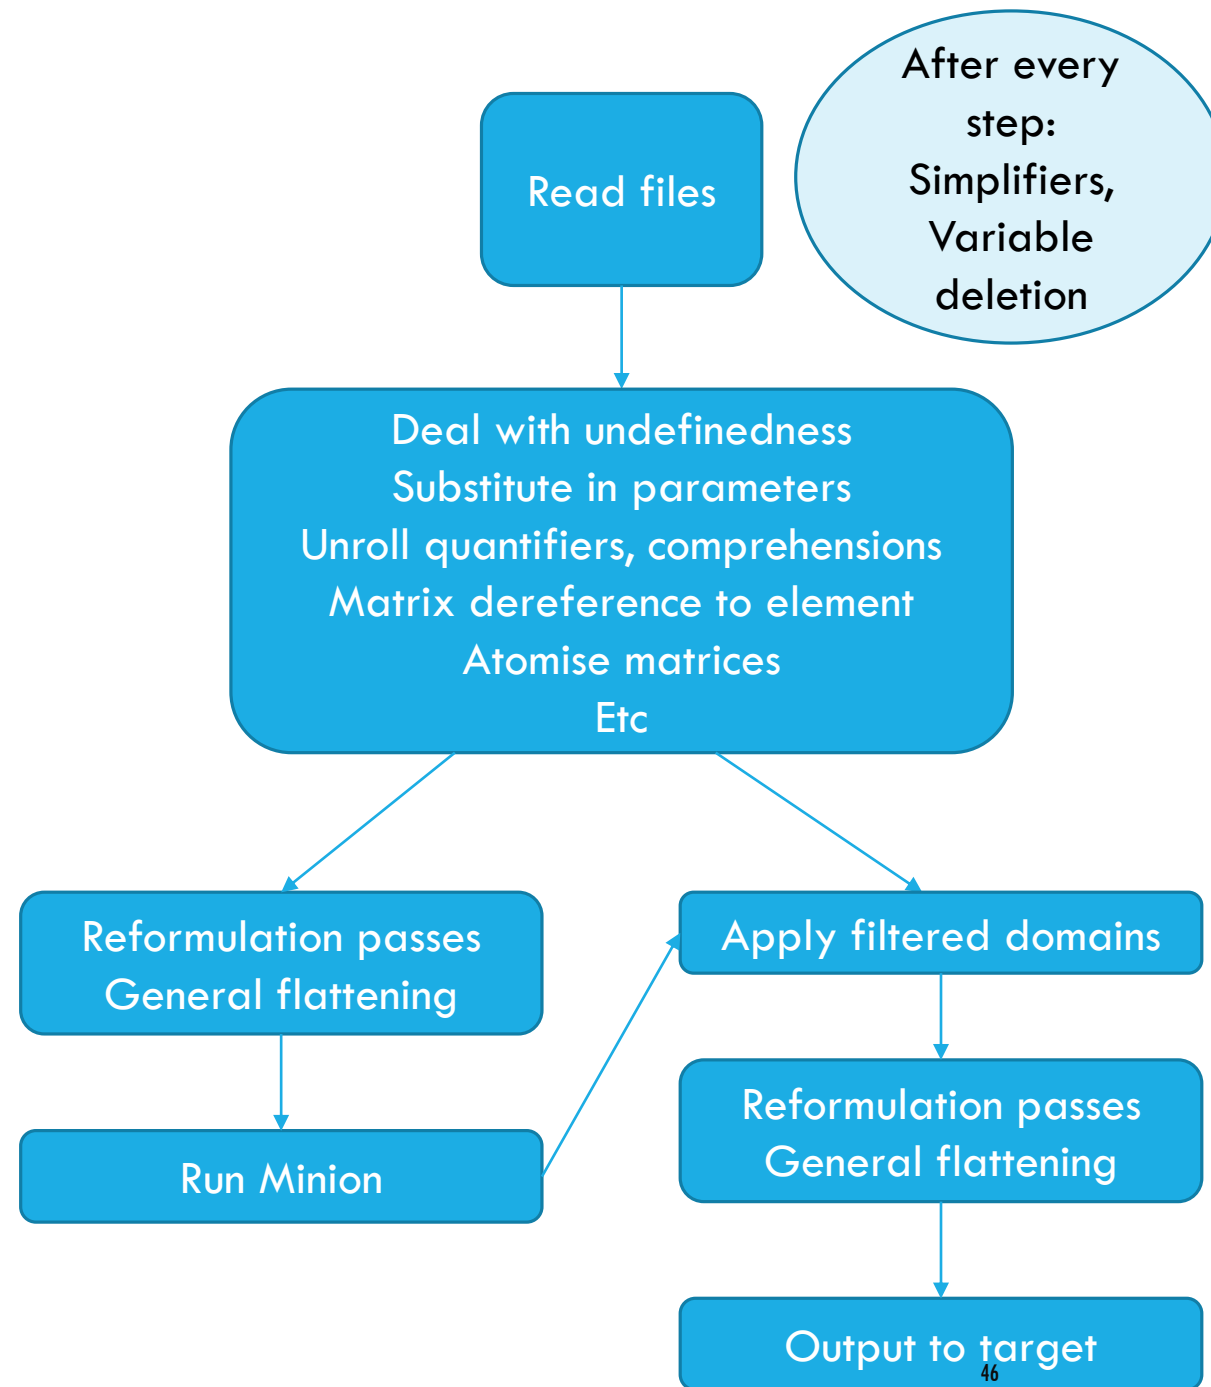 After every
step:
Simplifiers,
Variable
deletion
Read files
Deal with undefinedness
Substitute in parameters
Unroll quantifiers, comprehensions
Matrix dereference to element
Atomise matrices
Etc
Reformulation passes
General flattening
Run Minion
Apply filtered domains
Reformulation passes
General flattening
Output to target
46